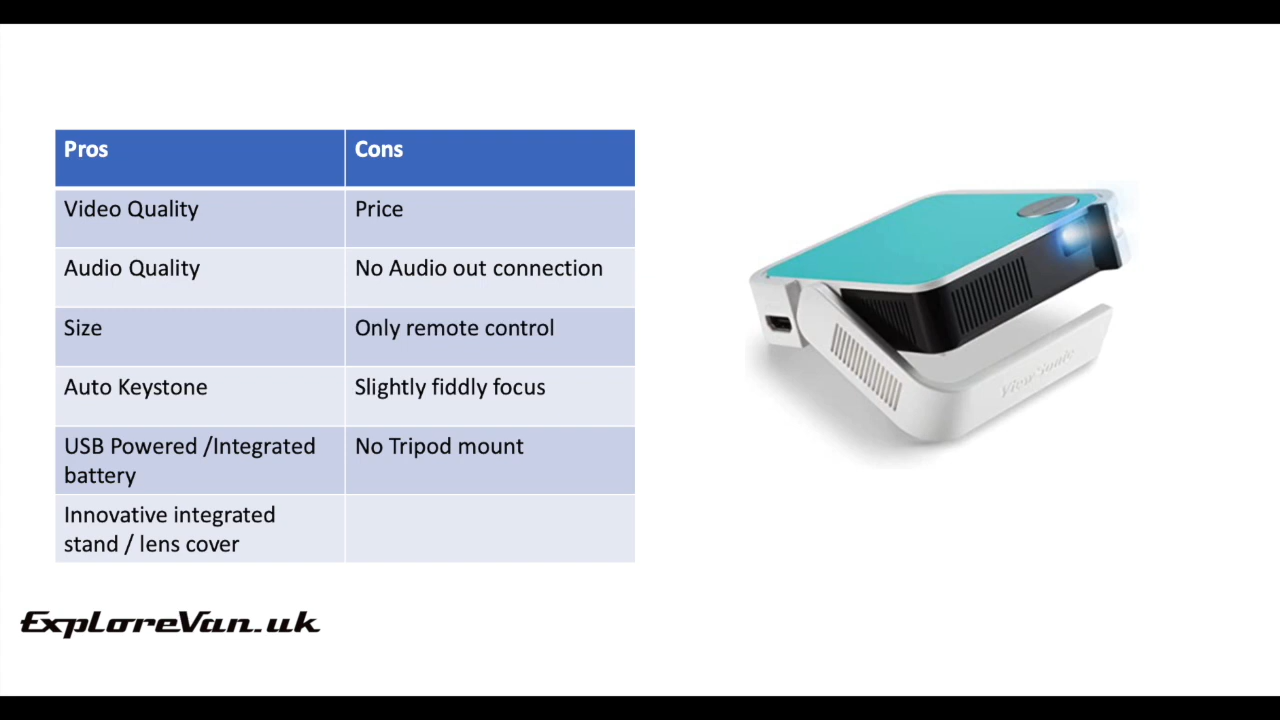 Pros
Cons
Video Quality
Price
Audio Quality
No Audio out connection
Size
Only remote control
Auto Keystone
Slightly fiddly focus
USB Powered /Integrated
battery
No Tripod mount
Innovative integrated
stand / lens cover
ViewSonic
ExploreVan.uk